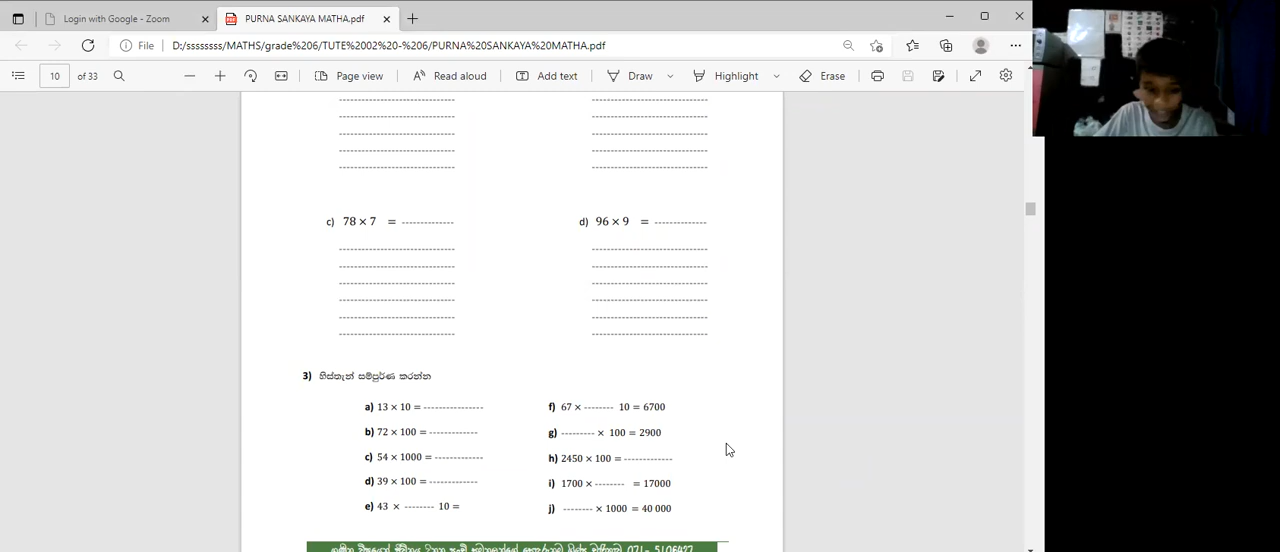 Login with Google - Zoom
PURNA SANKAYA MATHA.pdf
File
D:/ssssssss/MATHS/grade%206/TUTE%2002%20-%206/PURNA%20SANKAYA%20MATHA.pdf
10 of 33
Page view
Read aloud
Add text
Draw
Highlight
Erase
c) 78 × 7 = -------------
d) 96 × 9 = -------------
3) හිස්තැන් සම්පූර්ණ කරන්න
a) 13 × 10 = ---------------
f) 67 × -------- 10 = 6700
b) 72 × 100 = ------------
g) --------- × 100 = 2900
c) 54 × 1000 = ------------
h) 2450 × 100 = ------------
d) 39 × 100 = ------------
i) 1700 × -------- = 17000
e) 43 × -------- 10 =
j) -------- × 1000 = 40 000
071- 5106427